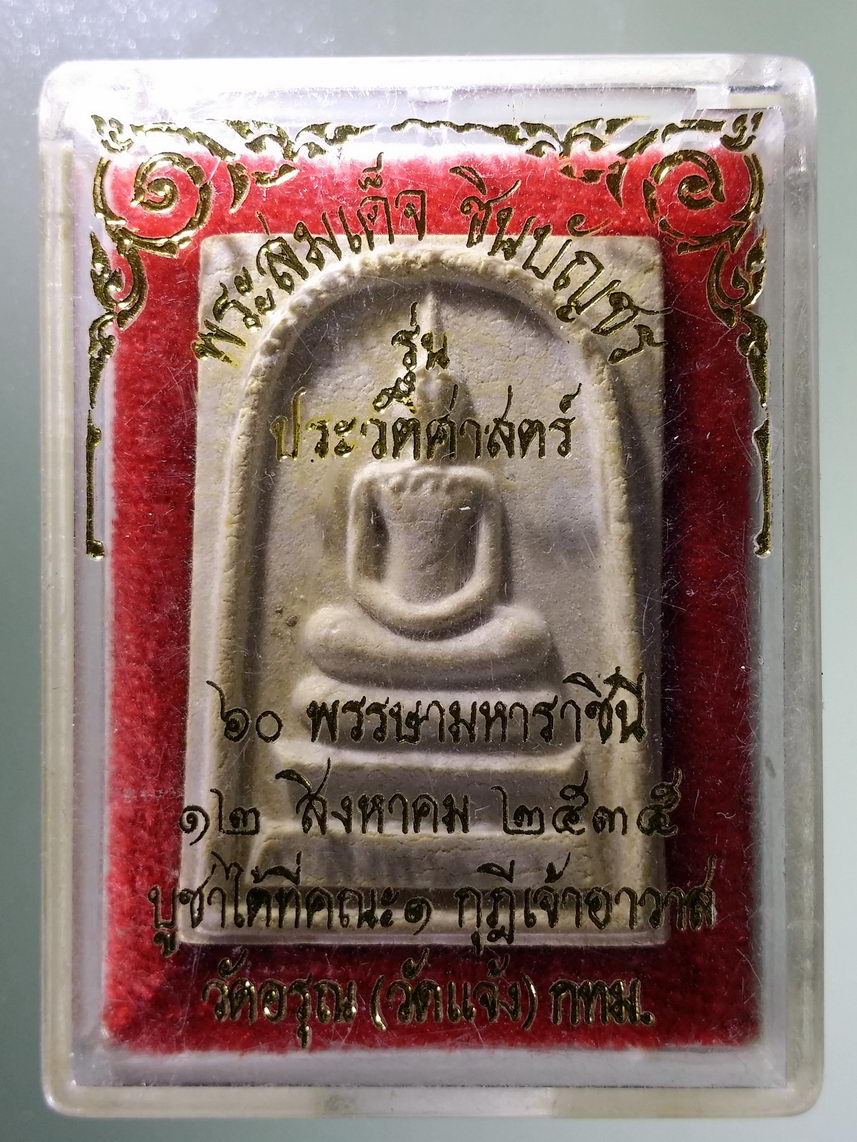 พระสมเด็จ ชินบัญชร
รุ่น
ประวัติศาสตร์
๖๐ พรรษามหาราชินี
๑๒ สิงหาคม ๒๕๓๕
บูชาได้ที่คณะ๑ กุฏีเจ้าอาวาส
วัดอรุณ (วัดแจ้ง) กทม.